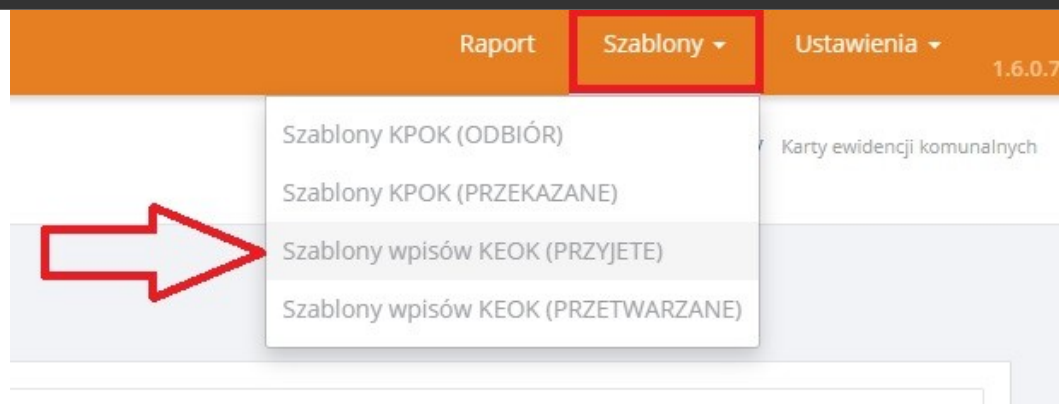 Raport Szablony Ustawienia
1.6.0.7
Szablony KPOK (ODBIÓR)
/ Karty ewidencji komunalnych
Szablony KPOK (PRZEKAZANE)
Szablony wpisów KEOK (PRZYJETE)
Szablony wpisów KEOK (PRZETWARZANE)